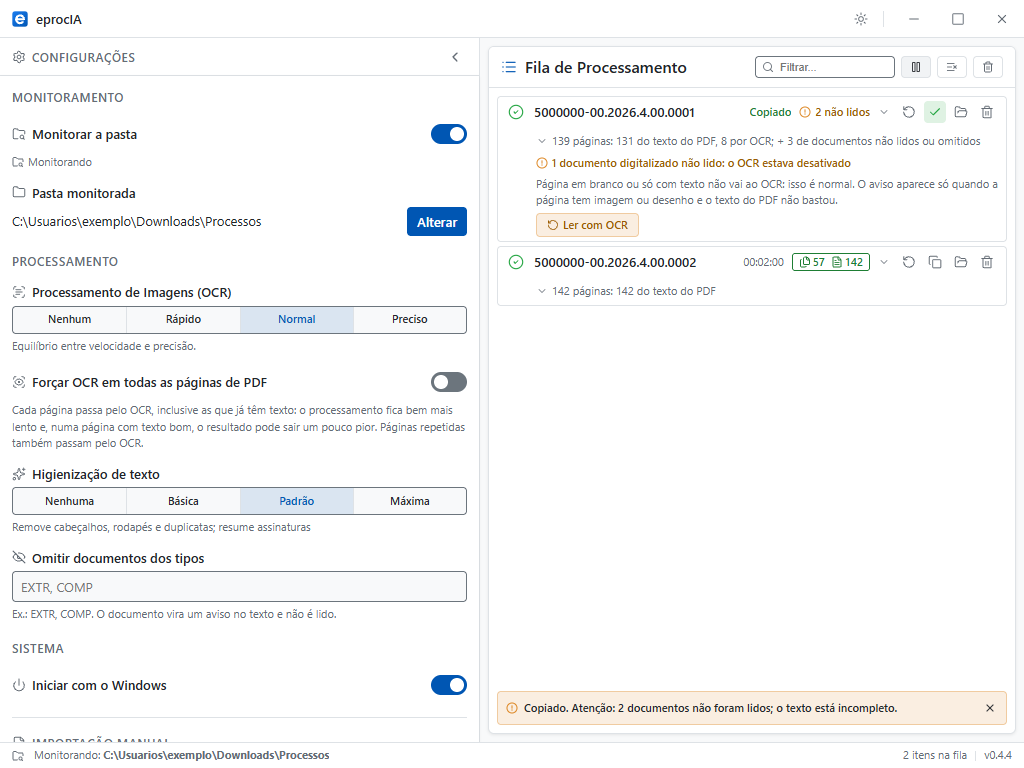 eprocIA
CONFIGURAÇÕES
MONITORAMENTO
Monitorar a pasta
Monitorando
Pasta monitorada
C:\Usuarios\exemplo\Downloads\Processos
Alterar
PROCESSAMENTO
Processamento de Imagens (OCR)
Nenhum Rápido Normal Preciso
Equilíbrio entre velocidade e precisão.
Forçar OCR em todas as páginas de PDF
Cada página passa pelo OCR, inclusive as que já têm texto: o processamento fica bem mais
lento e, numa página com texto bom, o resultado pode sair um pouco pior. Páginas repetidas
também passam pelo OCR.
Higienização de texto
Nenhuma Básica Padrão Máxima
Remove cabeçalhos, rodapés e duplicatas; resume assinaturas
Omitir documentos dos tipos
EXTR, COMP
Ex.: EXTR, COMP. O documento vira um aviso no texto e não é lido.
SISTEMA
Iniciar com o Windows
IMPORTAÇÃO MANUAL
Fila de Processamento
Filtrar...
5000000-00.2026.4.00.0001 Copiado 2 não lidos
139 páginas: 131 do texto do PDF, 8 por OCR; + 3 de documentos não lidos ou omitidos
1 documento digitalizado não lido: o OCR estava desativado
Página em branco ou só com texto não vai ao OCR: isso é normal. O aviso aparece só quando a
página tem imagem ou desenho e o texto do PDF não bastou.
Ler com OCR
5000000-00.2026.4.00.0002 00:02:00 57 142
142 páginas: 142 do texto do PDF
Copiado. Atenção: 2 documentos não foram lidos; o texto está incompleto.
Monitorando: C:\Usuarios\exemplo\Downloads\Processos
2 itens na fila v0.4.4